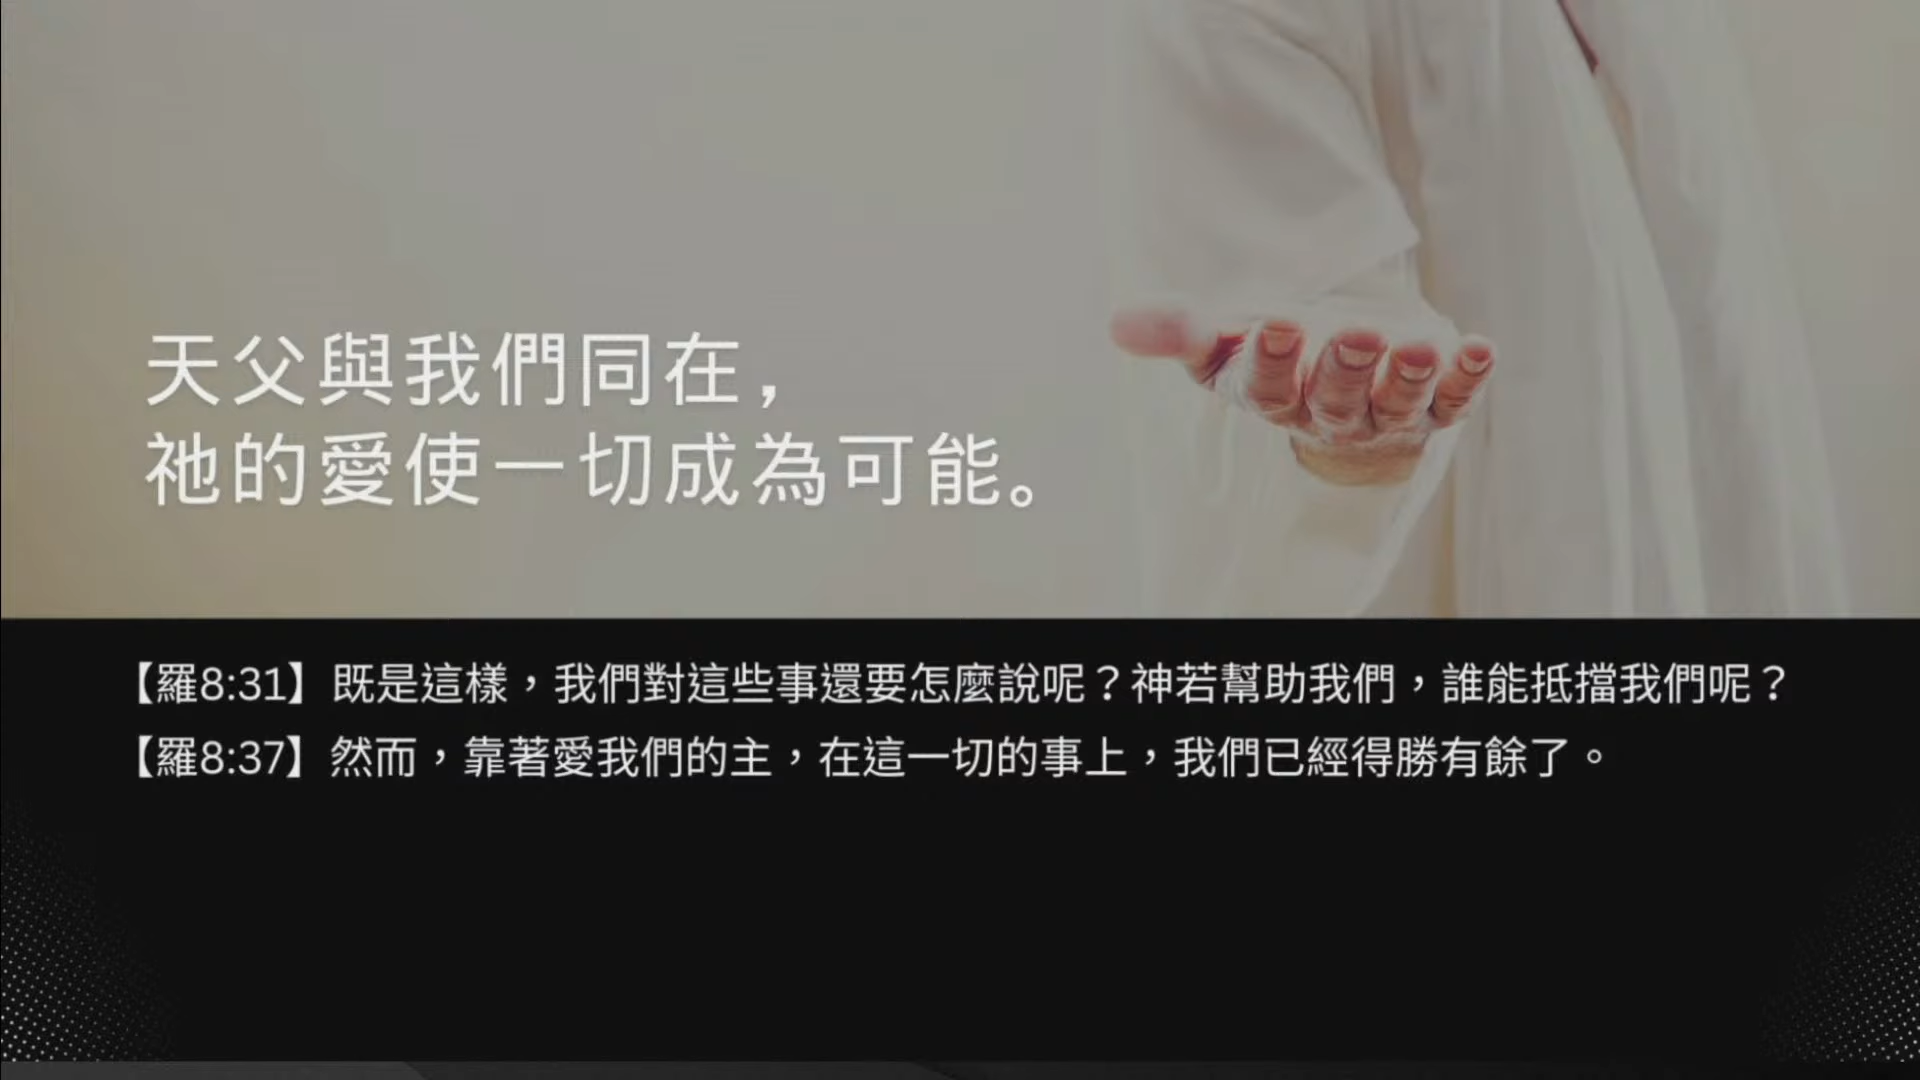 天父與我們同在，
祂的愛使一切成為可能。
【羅8:31】既是這樣，我們對這些事還要怎麼說呢？神若幫助我們，誰能抵擋我們呢？
【羅8:37】然而，靠著愛我們的主，在這一切的事上，我們已經得勝有餘了。